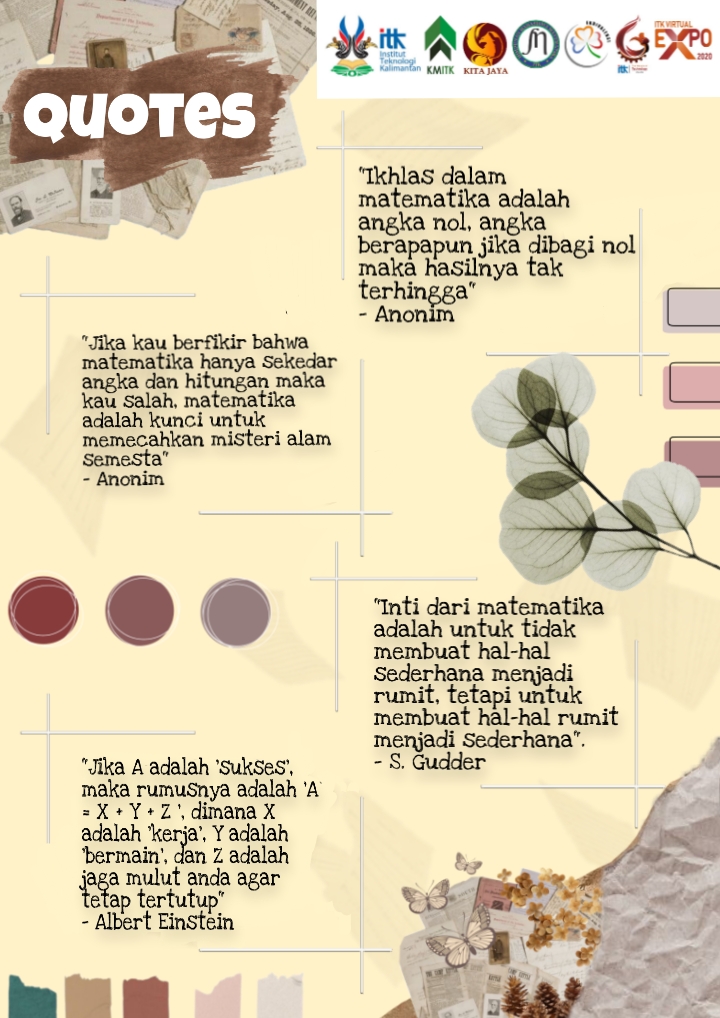 QUOTES
itk
Institut
Teknologi
Kalimantan
KMITK
KITA JAYA
ITK VIRTUAL
EXPO
2020
"Ikhlas dalam
matematika adalah
angka nol, angka
berapapun jika dibagi nol
maka hasilnya tak
terhingga"
- Anonim
"Jika kau berfikir bahwa
matematika hanya sekedar
angka dan hitungan maka
kau salah, matematika
adalah kunci untuk
memecahkan misteri alam
semesta"
- Anonim
"Inti dari matematika
adalah untuk tidak
membuat hal-hal
sederhana menjadi
rumit, tetapi untuk
membuat hal-hal rumit
menjadi sederhana".
- S. Gudder
"Jika A adalah 'sukses',
maka rumusnya adalah 'A
= X + Y + Z ', dimana X
adalah 'kerja', Y adalah
'bermain', dan Z adalah
jaga mulut anda agar
tetap tertutup"
- Albert Einstein